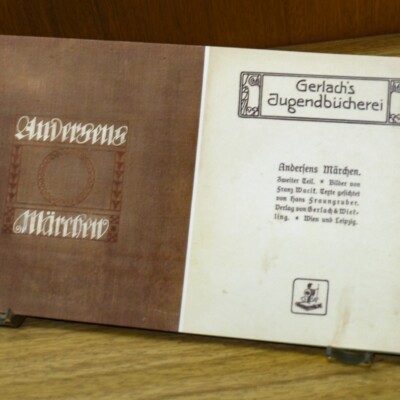 Andersens
Märchen
Gerlach's
Jugendbücherei
Andersens Märchen.
Zweiter Teil. * Bilder von
Franz Wacik. Texte gesichtet
von Hans Fraungruber.
Verlag von Gerlach & Wied-
ling. * Wien und Leipzig.